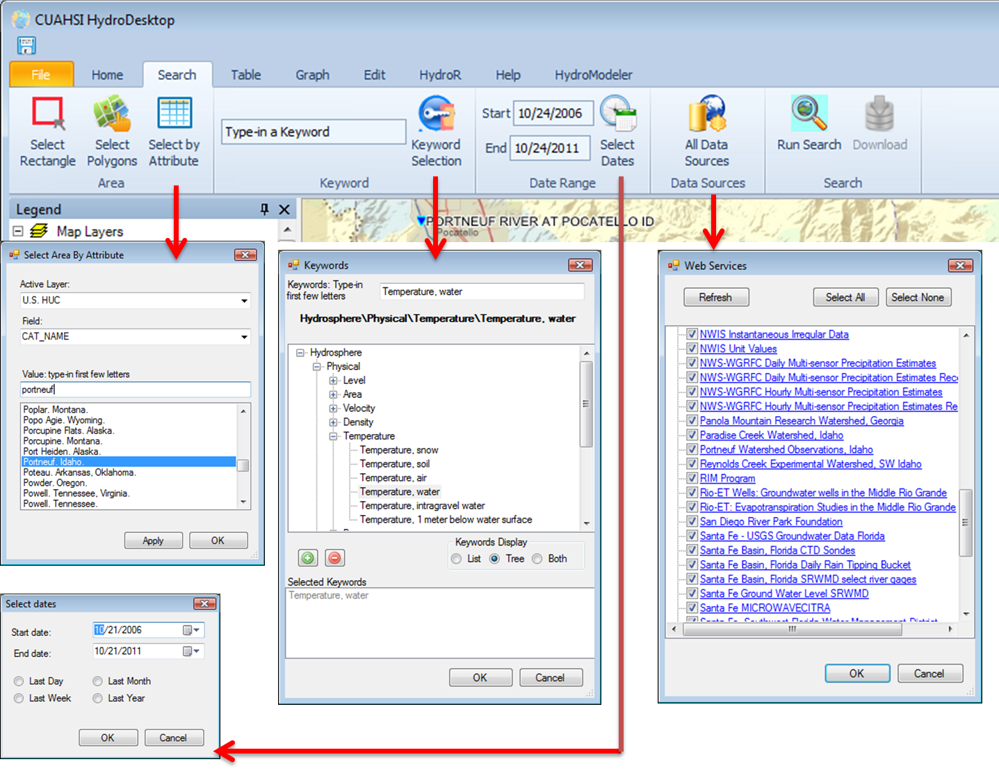 CUAHSI HydroDesktop
File Home Search Table Graph Edit HydroR Help HydroModeler
Select Rectangle
Select Polygons
Select by Attribute
Area
Type-in a Keyword
Keyword Selection
Keyword
Start 10/24/2006
End 10/24/2011
Select Dates
Date Range
All Data Sources
Data Sources
Run Search
Download
Search
Legend
Map Layers
PORTNEUF RIVER AT POCATELLO ID
Pocatello
Select Area By Attribute
Active Layer:
U.S. HUC
Field:
CAT_NAME
Value: type-in first few letters
portneuf
Poplar. Montana.
Popo Agie. Wyoming.
Porcupine Flats. Alaska.
Porcupine. Montana.
Port Heiden. Alaska.
Portneuf. Idaho.
Poteau. Arkansas, Oklahoma.
Powder. Oregon.
Powell. Tennessee, Virginia.
Powell. Tennessee.
Apply OK
Select dates
Start date: 10/21/2006
End date: 10/21/2011
Last Day Last Month
Last Week Last Year
OK Cancel
Keywords
Keywords: Type-in
first few letters
Temperature, water
Hydrosphere\Physical\Temperature\Temperature, water
Hydrosphere
Physical
Level
Area
Velocity
Density
Temperature
Temperature, snow
Temperature, soil
Temperature, air
Temperature, water
Temperature, intragravel water
Temperature, 1 meter below water surface
Keywords Display
List Tree Both
Selected Keywords
Temperature, water
OK Cancel
Web Services
Refresh Select All Select None
NWIS Instantaneous Irregular Data
NWIS Unit Values
NWS-WGRFC Daily Multi-sensor Precipitation Estimates
NWS-WGRFC Daily Multi-sensor Precipitation Estimates Rec
NWS-WGRFC Hourly Multi-sensor Precipitation Estimates
NWS-WGRFC Hourly Multi-sensor Precipitation Estimates Re
Panola Mountain Research Watershed, Georgia
Paradise Creek Watershed, Idaho
Portneuf Watershed Observations, Idaho
Reynolds Creek Experimental Watershed, SW Idaho
RIM Program
Rio-ET Wells: Groundwater wells in the Middle Rio Grande
Rio-ET: Evapotranspiration Studies in the Middle Rio Grande
San Diego River Park Foundation
Santa Fe - USGS Groundwater Data Florida
Santa Fe Basin, Florida CTD Sondes
Santa Fe Basin, Florida Daily Rain Tipping Bucket
Santa Fe Basin, Florida SRWMD select river gages
Santa Fe Ground Water Level SRWMD
Santa Fe MICROWAVECITRA
Santa Fe- Southwest Florida Water Management District
OK Cancel